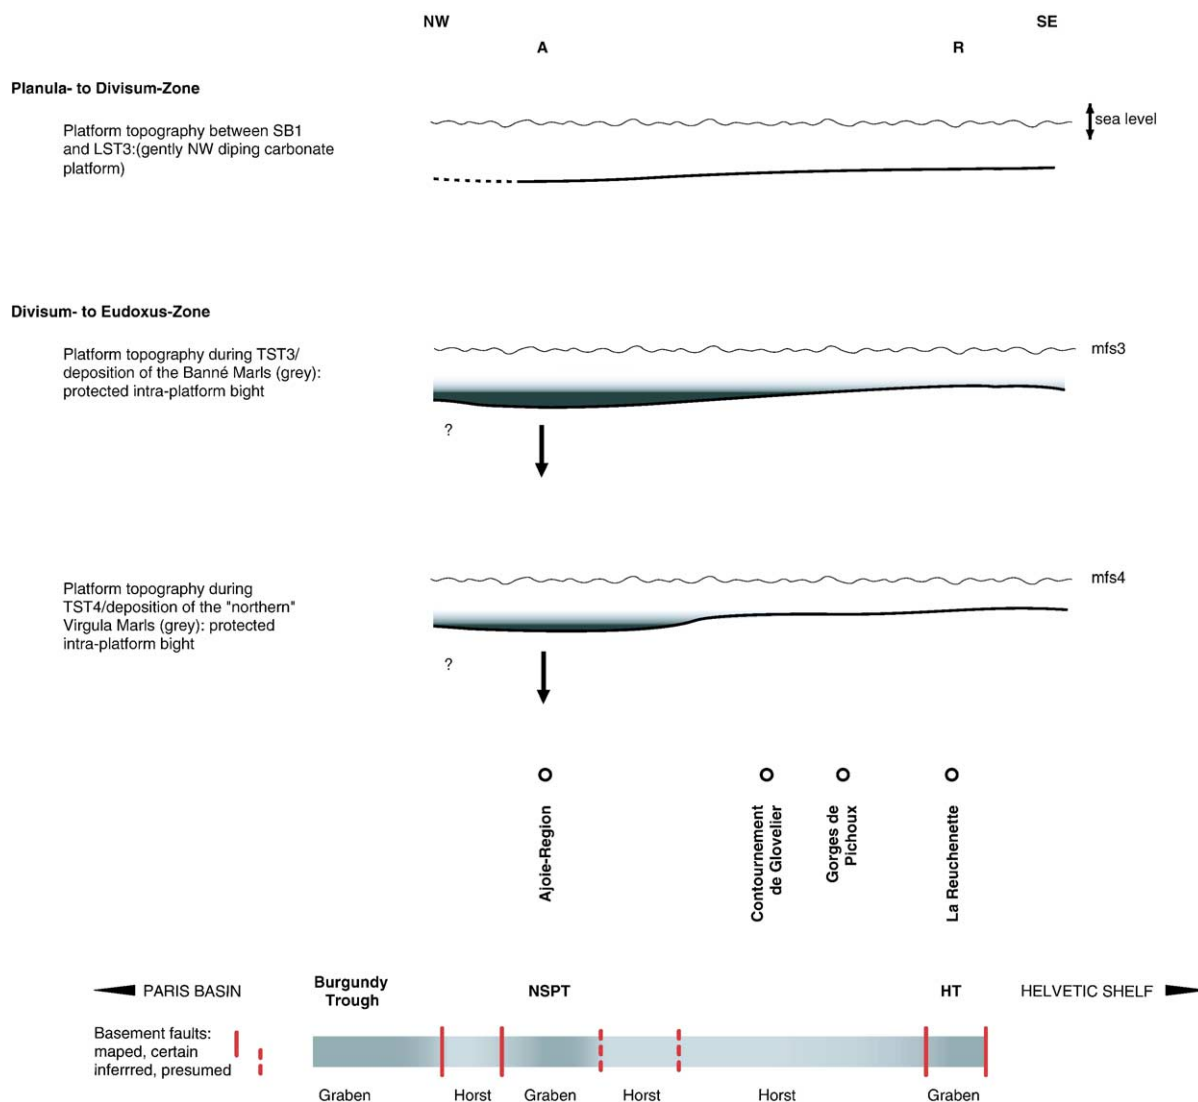 NW
SE
A
R
Planula- to Divisum-Zone
Platform topography between SB1
and LST3:(gently NW diping carbonate
platform)
sea level
Divisum- to Eudoxus-Zone
Platform topography during TST3/
deposition of the Banné Marls (grey):
protected intra-platform bight
mfs3
?
Platform topography during
TST4/deposition of the "northern"
Virgula Marls (grey): protected
intra-platform bight
mfs4
?
Ajoie-Region
Contournement
de Glovelier
Gorges de
Pichoux
La Reuchenette
PARIS BASIN
Burgundy
Trough
NSPT
HT
HELVETIC SHELF
Basement faults:
maped, certain
inferrred, presumed
Graben
Horst
Graben
Horst
Horst
Graben